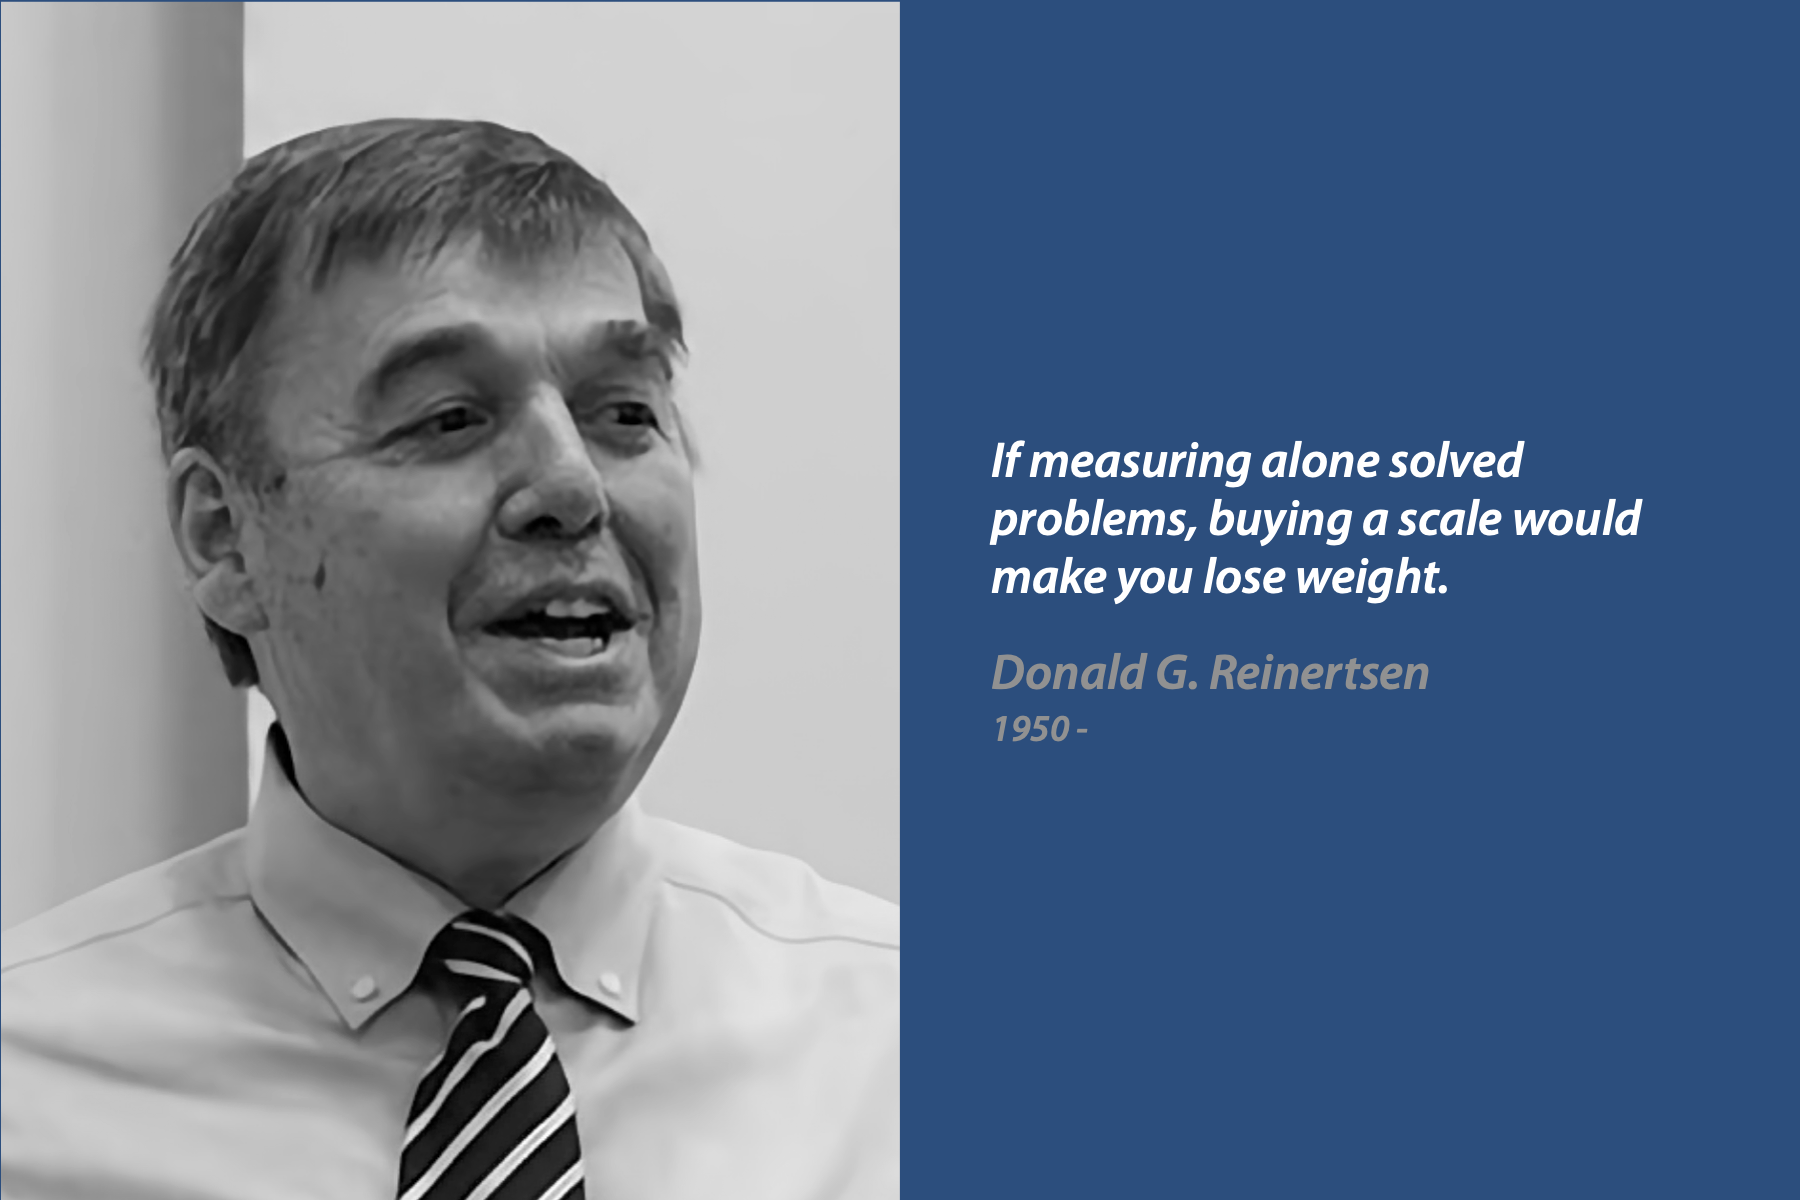 If measuring alone solved
problems, buying a scale would
make you lose weight.
Donald G. Reinertsen
1950 -